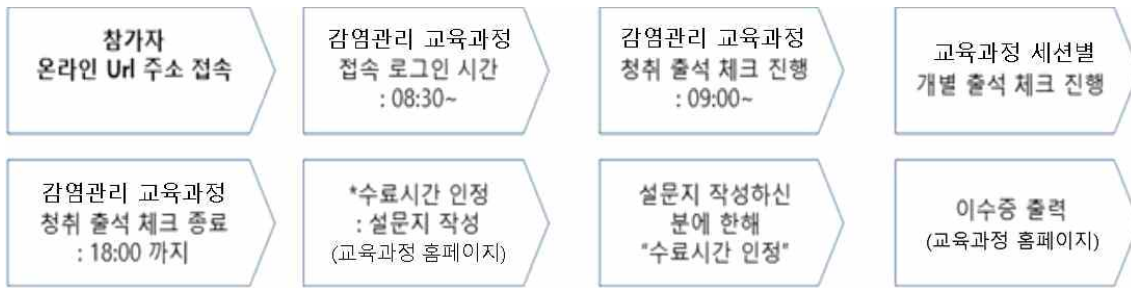 참가자
온라인 Url 주소 접속
감염관리 교육과정
접속 로그인 시간
: 08:30~
감염관리 교육과정
청취 출석 체크 진행
: 09:00~
교육과정 세션별
개별 출석 체크 진행
감염관리 교육과정
청취 출석 체크 종료
: 18:00 까지
*수료시간 인정
: 설문지 작성
(교육과정 홈페이지)
설문지 작성하신
분에 한해
"수료시간 인정"
이수증 출력
(교육과정 홈페이지)